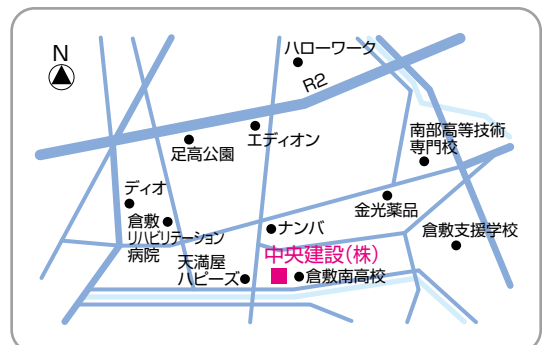 N
ハローワーク
R2
エディオン
足高公園
南部高等技術
専門校
ディオ
倉敷
リハビリテーション
病院
金光薬品
ナンバ
倉敷支援学校
天満屋
ハピーズ
中央建設(株)
倉敷南高校